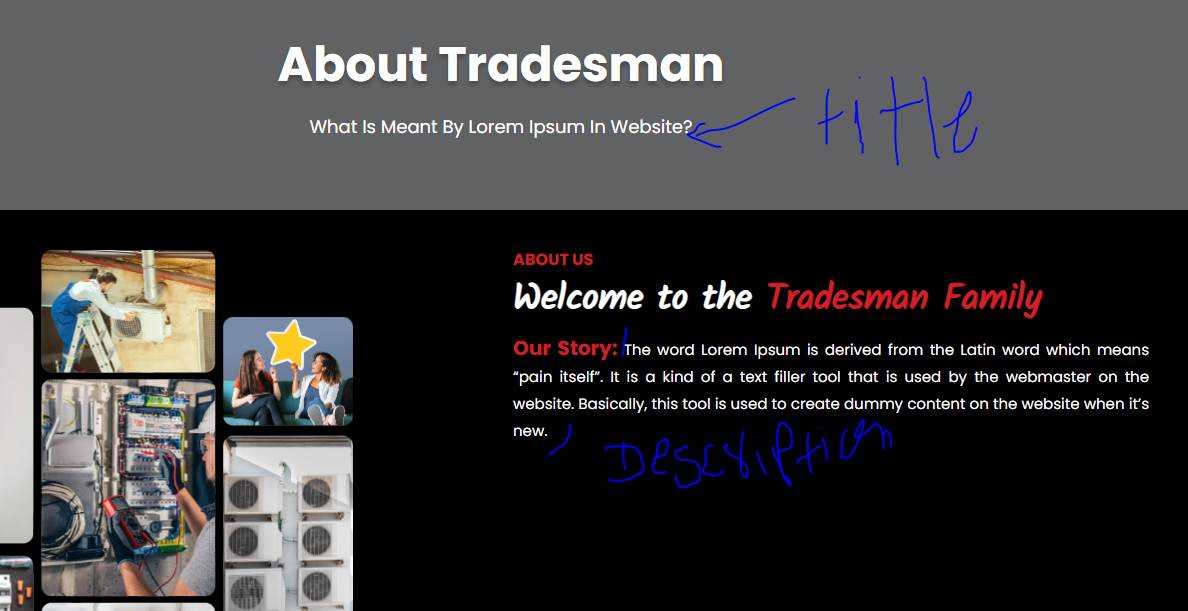 About Tradesman
What Is Meant By Lorem Ipsum In Website?
title
ABOUT US
Welcome to the Tradesman Family
Our Story: The word Lorem Ipsum is derived from the Latin word which means
“pain itself”. It is a kind of a text filler tool that is used by the webmaster on the
website. Basically, this tool is used to create dummy content on the website when it’s
new.
Description